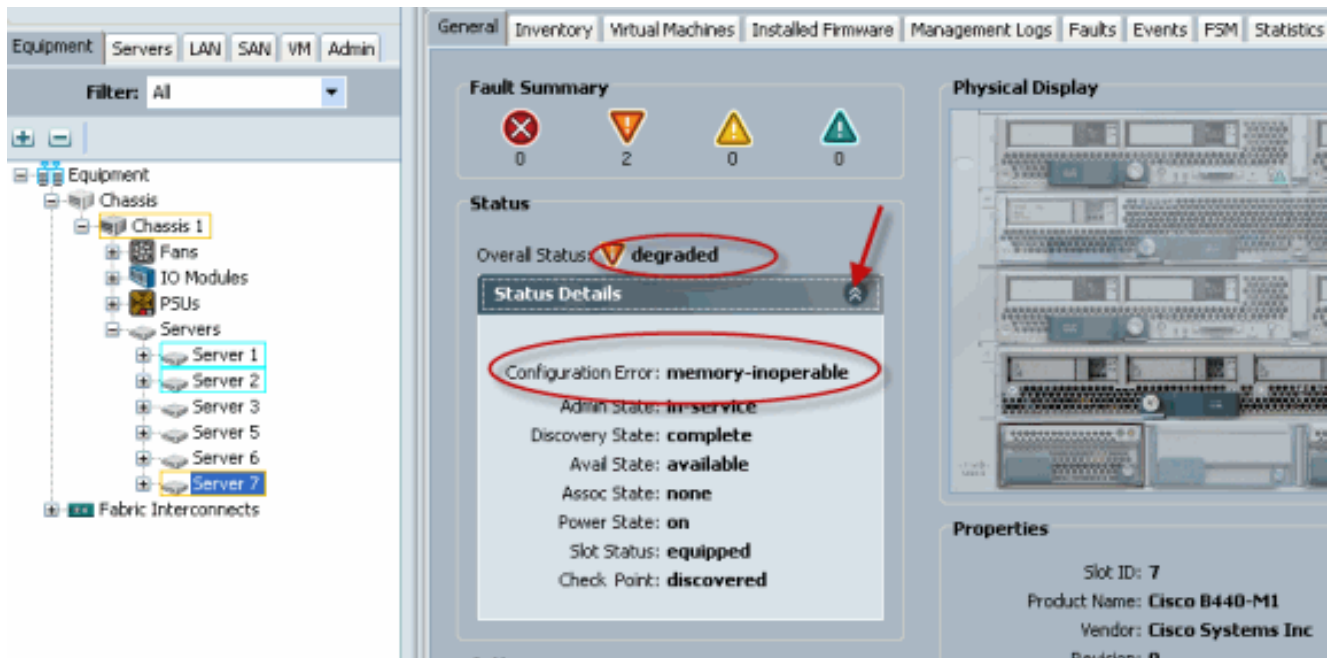 Equipment Servers LAN SAN VM Admin
Filter: All
Equipment
Chassis
Chassis 1
Fans
IO Modules
PSUs
Servers
Server 1
Server 2
Server 3
Server 5
Server 6
Server 7
Fabric Interconnects
General Inventory Virtual Machines Installed Firmware Management Logs Faults Events FSM Statistics
Fault Summary
0 2 0 0
Status
Overall Status: degraded
Status Details
Configuration Error: memory-inoperable
Admin State: in-service
Discovery State: complete
Avail State: available
Assoc State: none
Power State: on
Slot Status: equipped
Check Point: discovered
Physical Display
Properties
Slot ID: 7
Product Name: Cisco B440-M1
Vendor: Cisco Systems Inc
Revision: 0